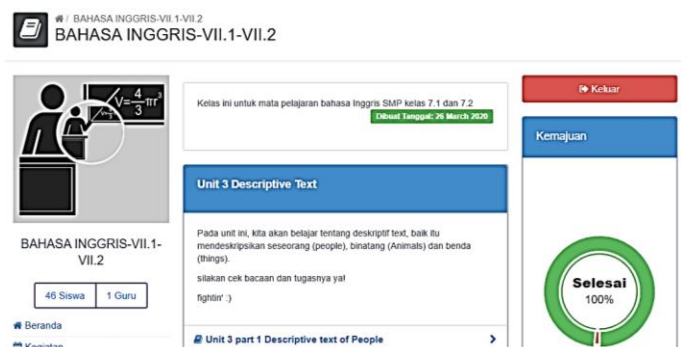 / BAHASA INGGRIS-VII.1-VII.2
BAHASA INGGRIS-VII.1-VII.2
V=4/3πr³
BAHASA INGGRIS-VII.1-
VII.2
46 Siswa
1 Guru
Beranda
Kegiatan
Kelas ini untuk mata pelajaran bahasa Inggris SMP kelas 7.1 dan 7.2
Dibuat Tanggal: 26 March 2020
Unit 3 Descriptive Text
Pada unit ini, kita akan belajar tentang deskriptif text, baik itu
mendeskripsikan seseorang (people), binatang (Animals) dan benda
(things).
silakan cek bacaan dan tugasnya ya!
fightin' :)
Unit 3 part 1 Descriptive text of People
Keluar
Kemajuan
Selesai
100%